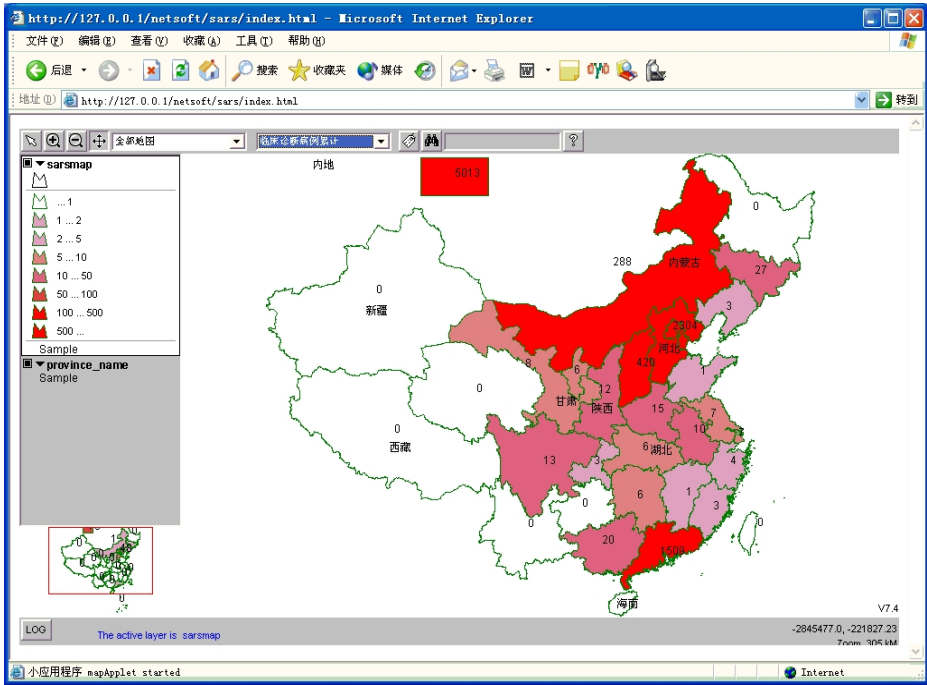 http://127.0.0.1/netsoft/sars/index.html - Microsoft Internet Explorer
文件(F) 编辑(E) 查看(V) 收藏(A) 工具(T) 帮助(H)
后退 搜索 收藏夹 媒体
地址(D) http://127.0.0.1/netsoft/sars/index.html 转到
全部地图 临床诊断病例累计 ?
sarsmap
... 1
1 ... 2
2 ... 5
5 ... 10
10 ... 50
50 ... 100
100 ... 500
500 ...
Sample
province_name
Sample
内地
5013
0
288
内蒙古
27
0
新疆
3
2304
河北
8
6
420
1
0
12
甘肃
陕西
15
7
10
0
西藏
13
3
6
湖北
4
6
1
3
0
0
0
20
1509
海南
V7.4
LOG
The active layer is sarsmap
-2845477.0, -221827.23
Zoom 305 kM
小应用程序 mapApplet started
Internet